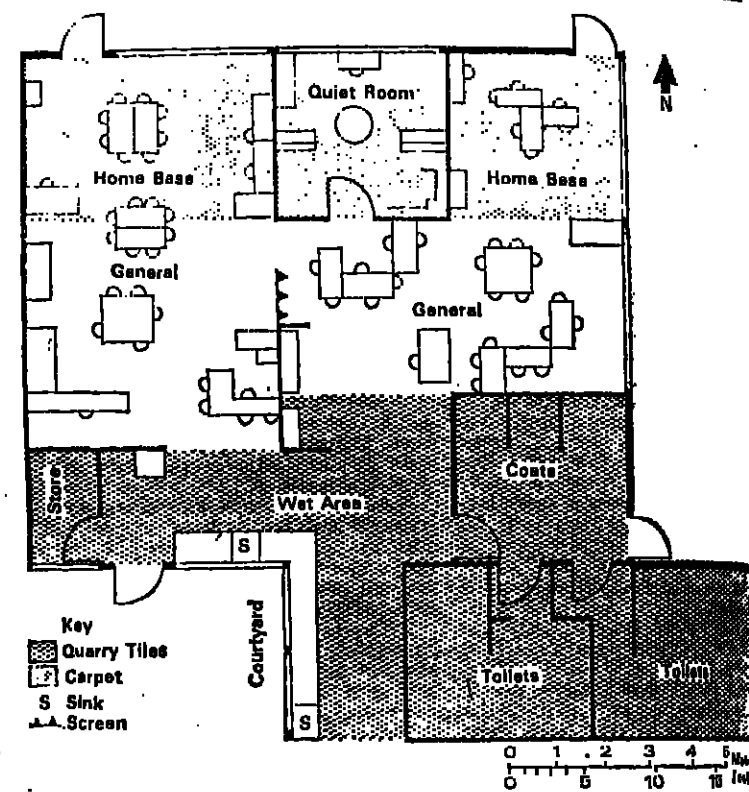 N
Quiet Room
Home Base
Home Base
General
General
Store
Coats
Wet Area
S
Courtyard
Key
Quarry Tiles
Carpet
S Sink
Screen
Toilets
Toilets
S
0 1 2 3 4 5
0 5 10 15